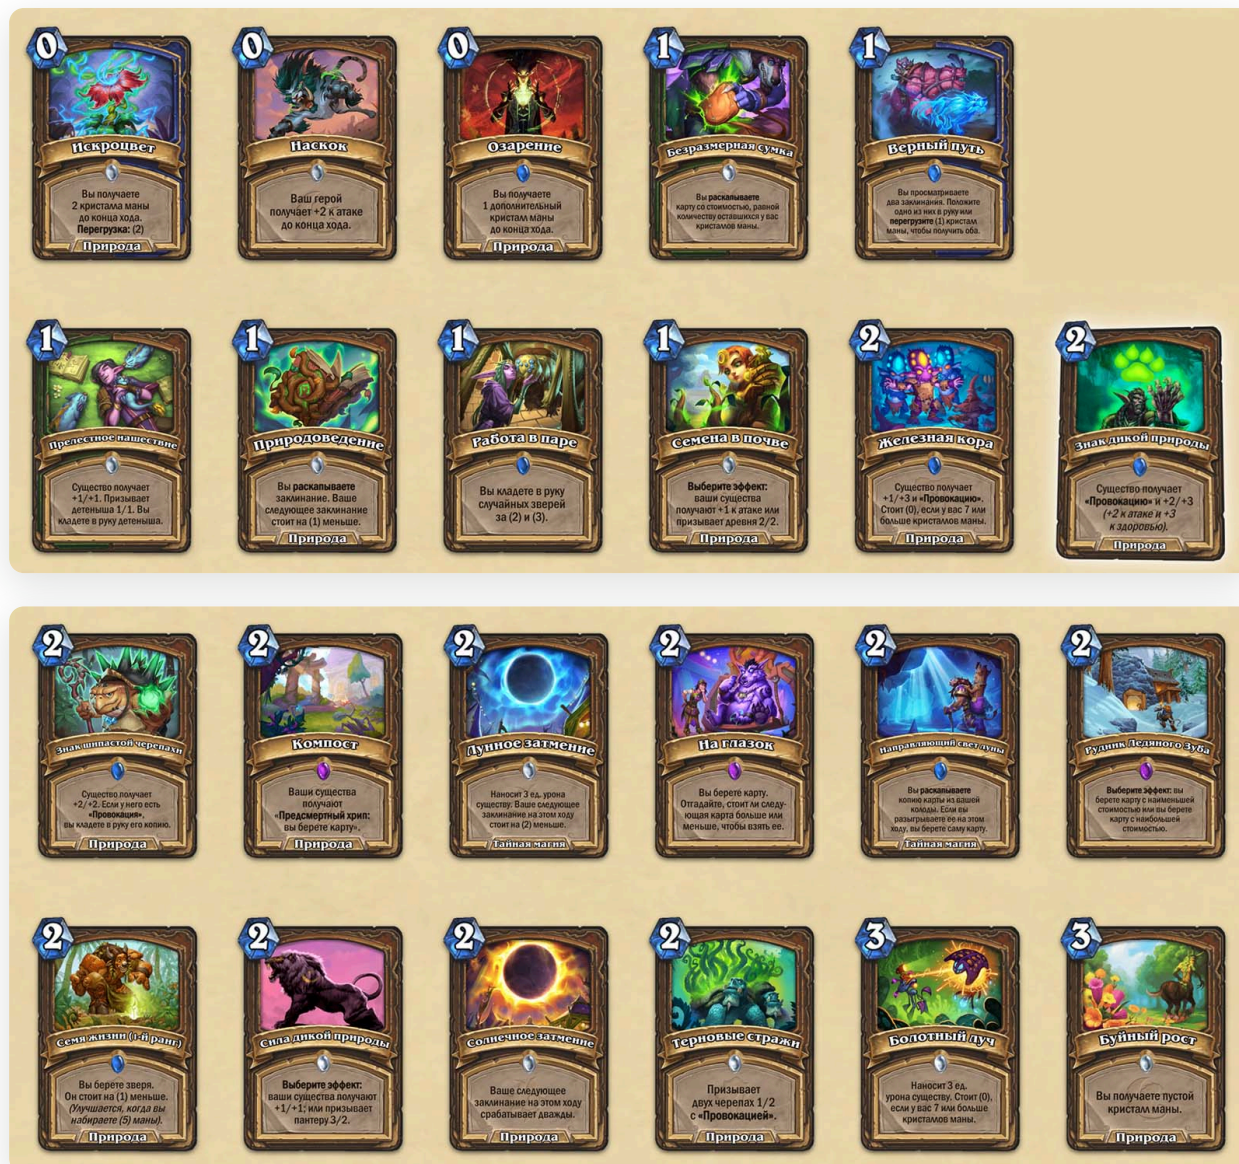 0
Искроцвет
Вы получаете
2 кристалла маны
до конца хода.
Перегрузка: (2)
Природа
0
Наскок
Ваш герой
получает +2 к атаке
до конца хода.
0
Озарение
Вы получаете
1 дополнительный
кристалл маны
до конца хода.
Природа
1
Безразмерная сумка
Вы раскапываете
карту со стоимостью, равной
количеству оставшихся у вас
кристаллов маны.
1
Верный путь
Вы просматриваете
два заклинания. Положите
одно из них в руку или
перегрузите (1) кристалл
маны, чтобы получить оба.
1
Прелестное нашествие
Существо получает
+1/+1. Призывает
детеныша 1/1. Вы
кладете в руку детеныша.
1
Природоведение
Вы раскапываете
заклинание. Ваше
следующее заклинание
стоит на (1) меньше.
Природа
1
Работа в паре
Вы кладете в руку
случайных зверей
за (2) и (3).
1
Семена в почве
Выберите эффект:
ваши существа
получают +1 к атаке или
призывает древня 2/2.
Природа
2
Железная кора
Существо получает
+1/+3 и «Провокацию».
Стоит (0), если у вас 7 или
больше кристаллов маны.
Природа
2
Знак дикой природы
Существо получает
«Провокацию» и +2/+3
(+2 к атаке и +3
к здоровью).
Природа
2
Знак шипастой черепахи
Существо получает
+2/+2. Если у него есть
«Провокация»,
вы кладете в руку его копию.
Природа
2
Компост
Ваши существа
получают
«Предсмертный хрип:
вы берете карту».
Природа
2
Лунное затмение
Наносит 3 ед. урона
существу. Ваше следующее
заклинание на этом ходу
стоит на (2) меньше.
Тайная магия
2
На глазок
Вы берете карту.
Отгадайте, стоит ли следу-
ющая карта больше или
меньше, чтобы взять ее.
2
Направляющий свет луны
Вы раскапываете
копию карты из вашей
колоды. Если вы
разыгрываете ее на этом
ходу, вы берете саму карту.
Тайная магия
2
Рудник Ледяного Зуба
Выберите эффект: вы
берете карту с наименьшей
стоимостью или вы берете
карту с наибольшей
стоимостью.
2
Семя жизни (1-й ранг)
Вы берете зверя.
Он стоит на (1) меньше.
(Улучшается, когда вы
набираете (5) маны).
Природа
2
Сила дикой природы
Выберите эффект:
ваши существа получают
+1/+1; или призывает
пантеру 3/2.
2
Солнечное затмение
Ваше следующее
заклинание на этом ходу
срабатывает дважды.
Природа
2
Терновые стражи
Призывает
двух черепах 1/2
с «Провокацией».
Природа
3
Болотный луч
Наносит 3 ед.
урона существу. Стоит (0),
если у вас 7 или больше
кристаллов маны.
3
Буйный рост
Вы получаете пустой
кристалл маны.
Природа